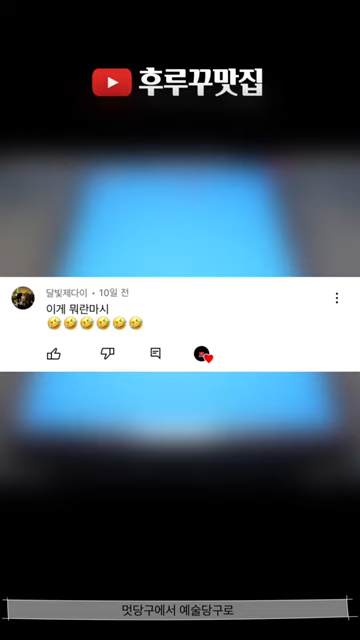 후루꾸맛집
달빛제다이 • 10일 전
이게 뭐란마시
🤣🤣🤣🤣🤣🤣
멋당구에서 예술당구로